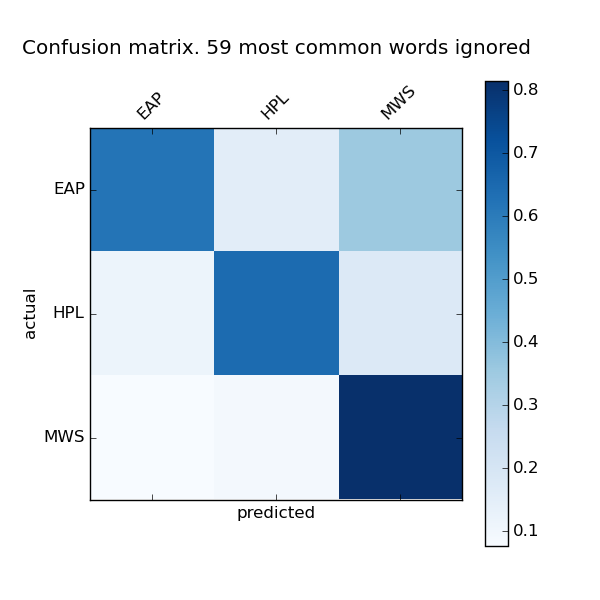 Confusion matrix. 59 most common words ignored
EAP HPL MWS
EAP
HPL
MWS
actual
predicted
0.8
0.7
0.6
0.5
0.4
0.3
0.2
0.1